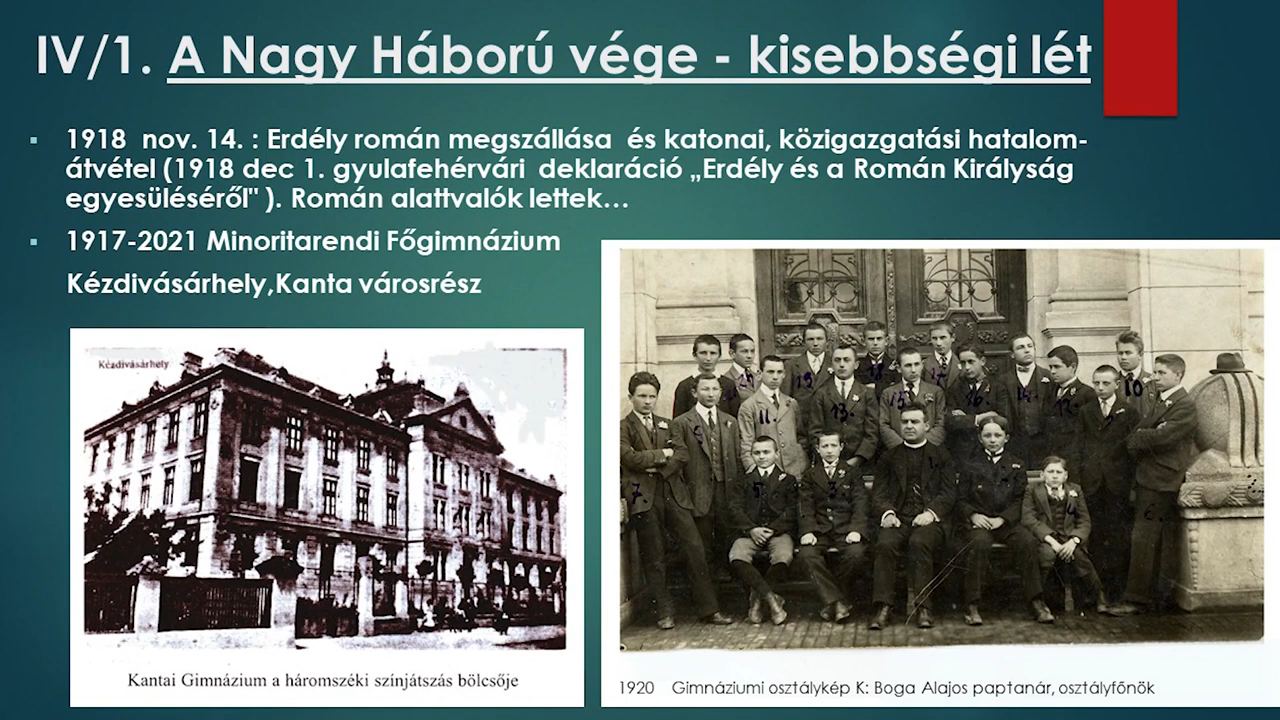 IV/1. A Nagy Háború vége - kisebbségi lét
1918 nov. 14. : Erdély román megszállása és katonai, közigazgatási hatalom-
átvétel (1918 dec 1. gyulafehérvári deklaráció „Erdély és a Román Királyság
egyesüléséről" ). Román alattvalók lettek...
1917-2021 Minoritarendi Főgimnázium
Kézdivásárhely,Kanta városrész
Kézdivásárhely
Kantai Gimnázium a háromszéki színjátszás bölcsője
1920 Gimnáziumi osztálykép K: Boga Alajos paptanár, osztályfőnök